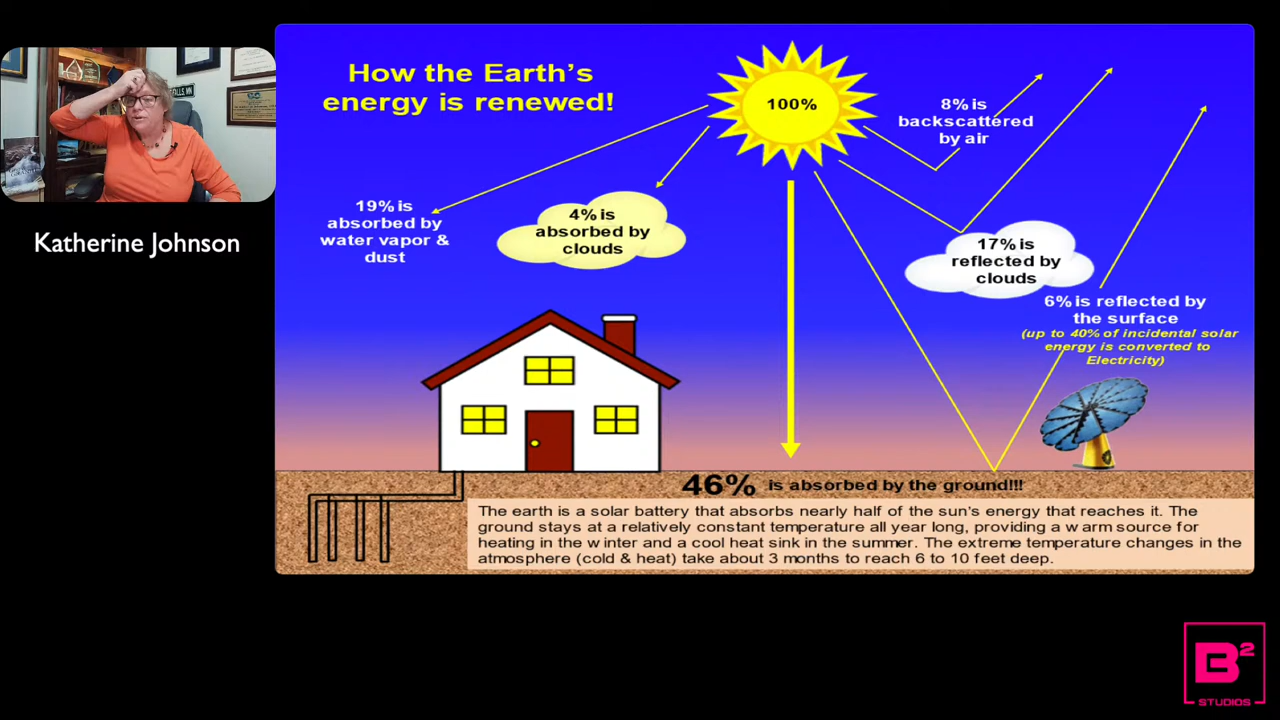 How the Earth's
energy is renewed!
100%
8% is
backscattered
by air
19% is
absorbed by
water vapor &
dust
4% is
absorbed by
clouds
17% is
reflected by
clouds
6% is reflected by
the surface
(up to 40% of incidental solar
energy is converted to
Electricity)
Katherine Johnson
46% is absorbed by the ground!!!
The earth is a solar battery that absorbs nearly half of the sun's energy that reaches it. The
ground stays at a relatively constant temperature all year long, providing a warm source for
heating in the winter and a cool heat sink in the summer. The extreme temperature changes in the
atmosphere (cold & heat) take about 3 months to reach 6 to 10 feet deep.
B2
STUDIOS